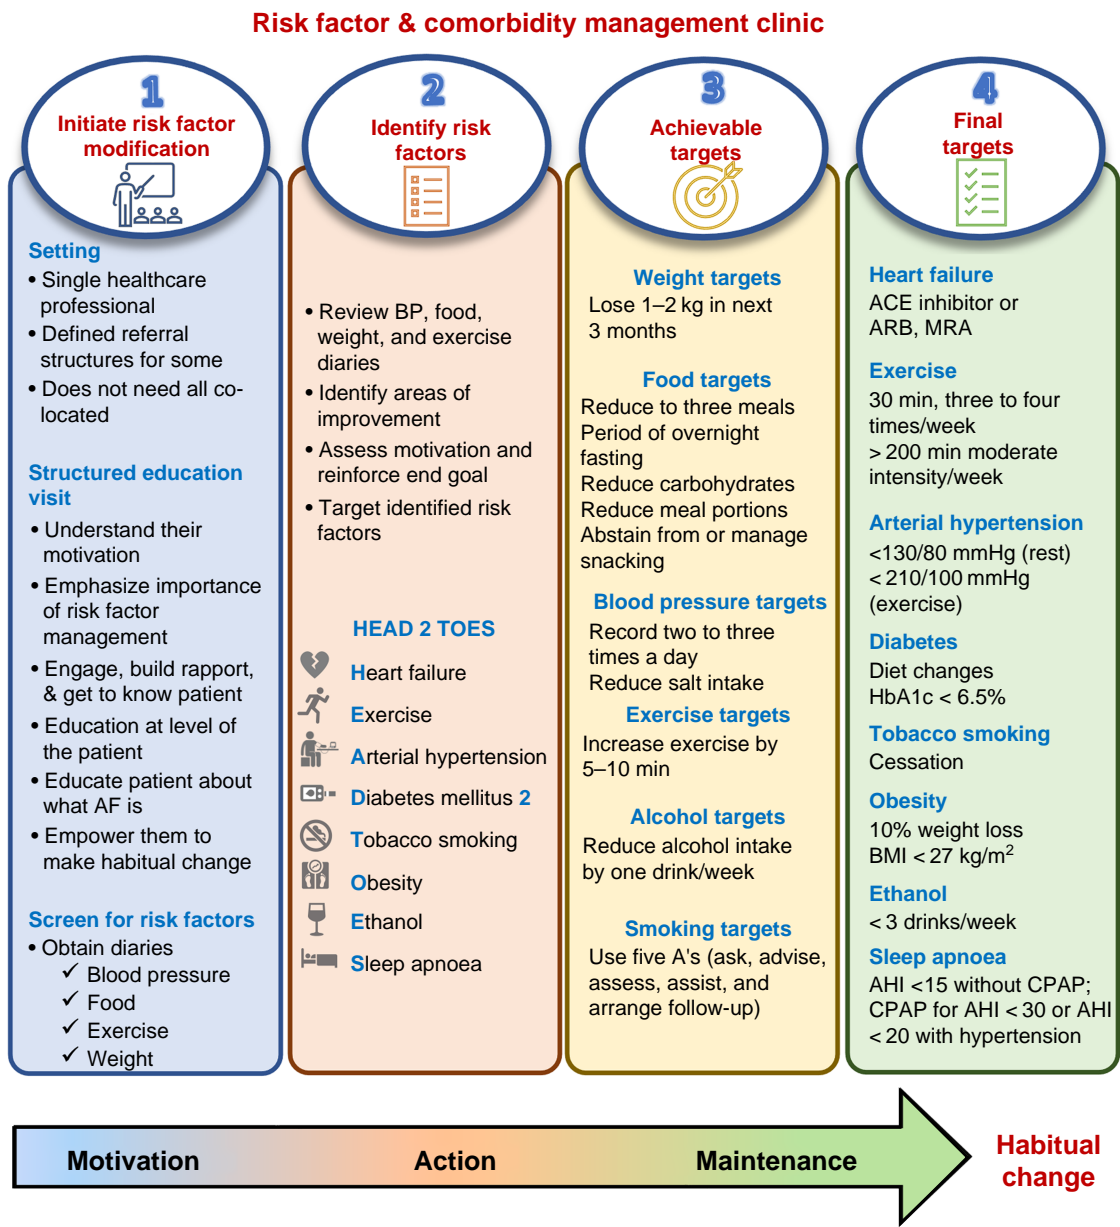 Risk factor & comorbidity management clinic
1
Initiate risk factor
modification
Setting
• Single healthcare
professional
• Defined referral
structures for some
• Does not need all co-
located
Structured education
visit
• Understand their
motivation
• Emphasize importance
of risk factor
management
• Engage, build rapport,
& get to know patient
• Education at level of
the patient
• Educate patient about
what AF is
• Empower them to
make habitual change
Screen for risk factors
• Obtain diaries
✓ Blood pressure
✓ Food
✓ Exercise
✓ Weight
2
Identify risk
factors
• Review BP, food,
weight, and exercise
diaries
• Identify areas of
improvement
• Assess motivation and
reinforce end goal
• Target identified risk
factors
HEAD 2 TOES
Heart failure
Exercise
Arterial hypertension
Diabetes mellitus 2
Tobacco smoking
Obesity
Ethanol
Sleep apnoea
3
Achievable
targets
Weight targets
Lose 1–2 kg in next
3 months
Food targets
Reduce to three meals
Period of overnight
fasting
Reduce carbohydrates
Reduce meal portions
Abstain from or manage
snacking
Blood pressure targets
Record two to three
times a day
Reduce salt intake
Exercise targets
Increase exercise by
5–10 min
Alcohol targets
Reduce alcohol intake
by one drink/week
Smoking targets
Use five A's (ask, advise,
assess, assist, and
arrange follow-up)
4
Final
targets
Heart failure
ACE inhibitor or
ARB, MRA
Exercise
30 min, three to four
times/week
> 200 min moderate
intensity/week
Arterial hypertension
<130/80 mmHg (rest)
< 210/100 mmHg
(exercise)
Diabetes
Diet changes
HbA1c < 6.5%
Tobacco smoking
Cessation
Obesity
10% weight loss
BMI < 27 kg/m²
Ethanol
< 3 drinks/week
Sleep apnoea
AHI <15 without CPAP;
CPAP for AHI < 30 or AHI
< 20 with hypertension
Motivation
Action
Maintenance
Habitual
change